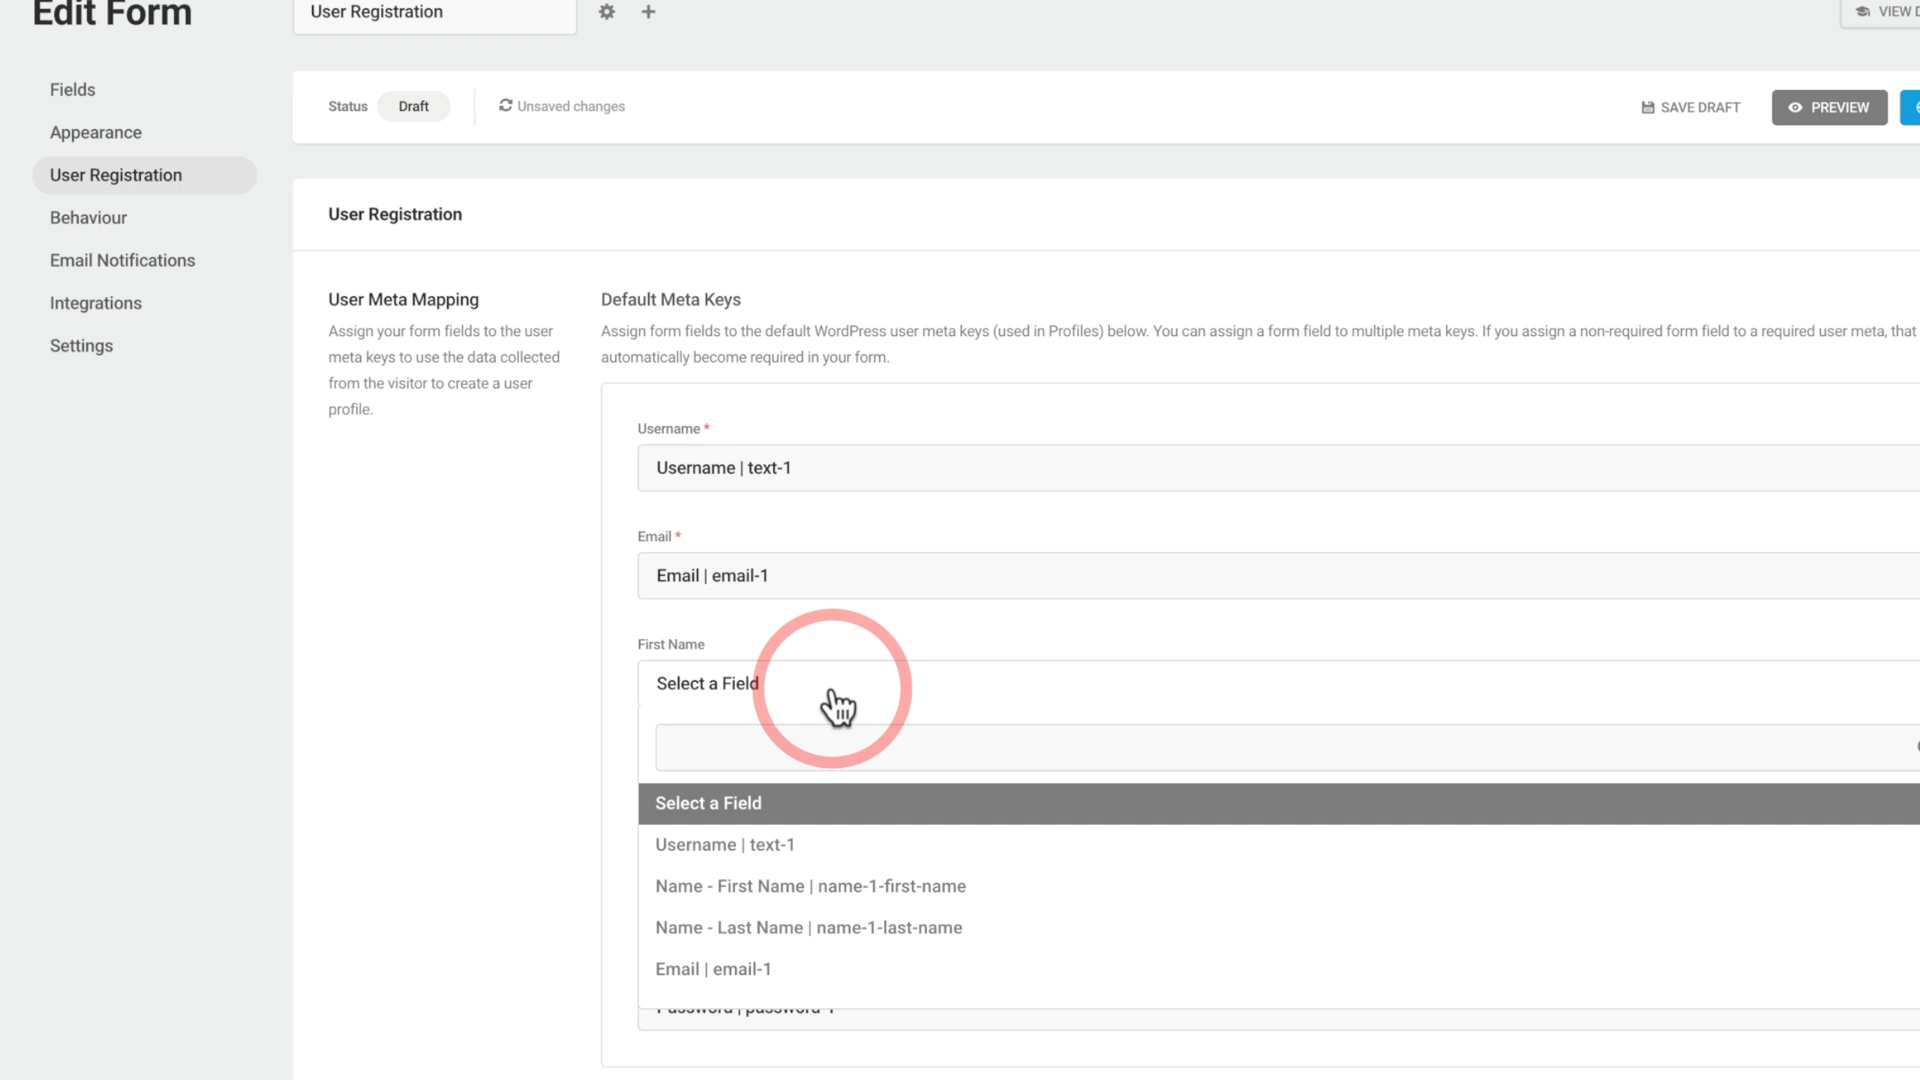 Edit Form
User Registration
VIEW D
Fields
Appearance
User Registration
Behaviour
Email Notifications
Integrations
Settings
Status
Draft
Unsaved changes
SAVE DRAFT
PREVIEW
User Registration
User Meta Mapping
Assign your form fields to the user
meta keys to use the data collected
from the visitor to create a user
profile.
Default Meta Keys
Assign form fields to the default WordPress user meta keys (used in Profiles) below. You can assign a form field to multiple meta keys. If you assign a non-required form field to a required user meta, that
automatically become required in your form.
Username *
Username | text-1
Email *
Email | email-1
First Name
Select a Field
Select a Field
Username | text-1
Name - First Name | name-1-first-name
Name - Last Name | name-1-last-name
Email | email-1
Password | password-1